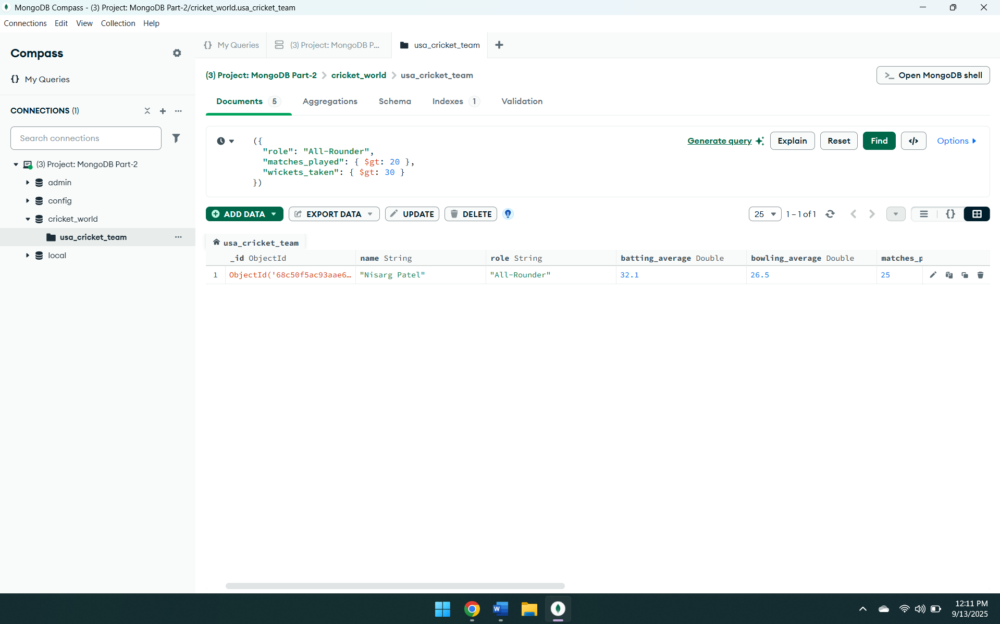 MongoDB Compass - (3) Project: MongoDB Part-2/cricket_world.usa_cricket_team
Connections Edit View Collection Help
Compass
{} My Queries
CONNECTIONS (1)
Search connections
(3) Project: MongoDB Part-2
admin
config
cricket_world
usa_cricket_team
local
{} My Queries
(3) Project: MongoDB P...
usa_cricket_team
(3) Project: MongoDB Part-2 > cricket_world > usa_cricket_team
>_ Open MongoDB shell
Documents 5 Aggregations Schema Indexes 1 Validation
({
"role": "All-Rounder",
"matches_played": { $gt: 20 },
"wickets_taken": { $gt: 30 }
})
Generate query Explain Reset Find </> Options
ADD DATA EXPORT DATA UPDATE DELETE
25 1 – 1 of 1 {}
usa_cricket_team
_id ObjectId name String role String batting_average Double bowling_average Double matches_p
1 ObjectId('68c50f5ac93aae6… "Nisarg Patel" "All-Rounder" 32.1 26.5 25
W
12:11 PM
9/13/2025